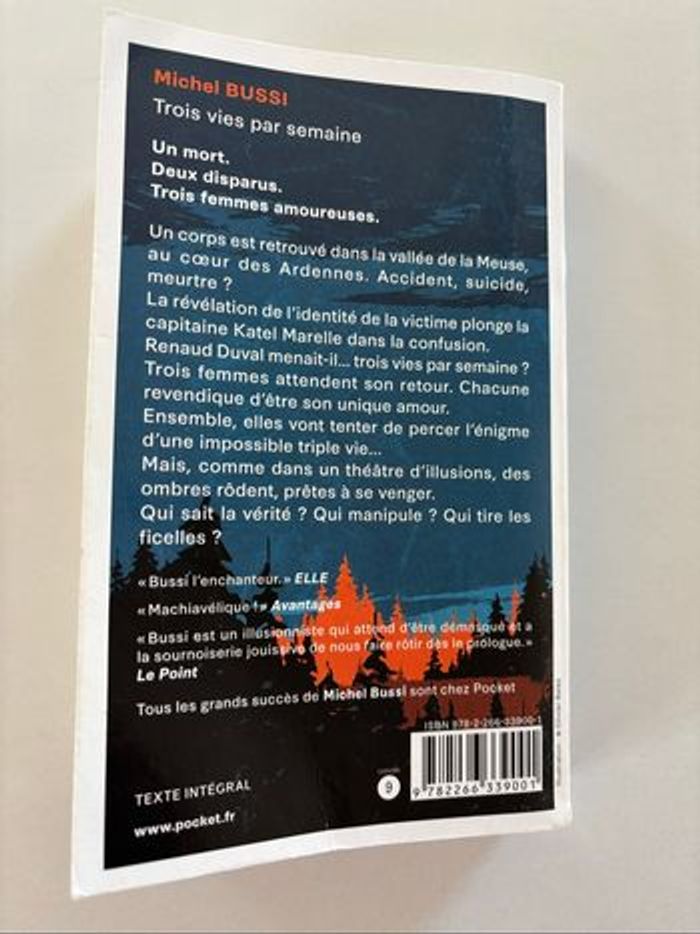 Michel BUSSI
Trois vies par semaine
Un mort.
Deux disparus.
Trois femmes amoureuses.
Un corps est retrouvé dans la vallée de la Meuse,
au cœur des Ardennes. Accident, suicide,
meurtre ?
La révélation de l'identité de la victime plonge la
capitaine Katel Marelle dans la confusion.
Renaud Duval menait-il... trois vies par semaine ?
Trois femmes attendent son retour. Chacune
revendique d'être son unique amour.
Ensemble, elles vont tenter de percer l'énigme
d'une impossible triple vie...
Mais, comme dans un théâtre d'illusions, des
ombres rôdent, prêtes à se venger.
Qui sait la vérité ? Qui manipule ? Qui tire les
ficelles ?
« Bussi l'enchanteur. » ELLE
« Machiavélique ! » Avantages
« Bussi est un illusionniste qui attend d'être démasqué et a
la sournoiserie jouissive de nous faire rôtir dès le prologue. »
Le Point
Tous les grands succès de Michel Bussi sont chez Pocket
ISBN 978-2-266-33900-1
9
9 782266 339001
TEXTE INTÉGRAL
www.pocket.fr